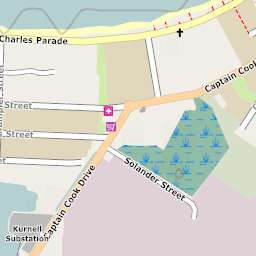 Charles Parade
Captain Cook
Street
Street
Solander Street
Captain Cook Drive
Kurnell
Substation